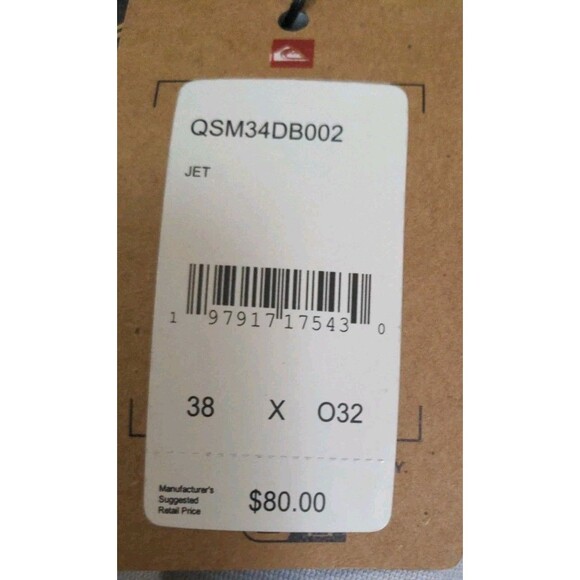 QSM34DB002
JET
1 97917 17543 0
38 X O32
Y.
Manufacturer's
Suggested
Retail Price
$80.00